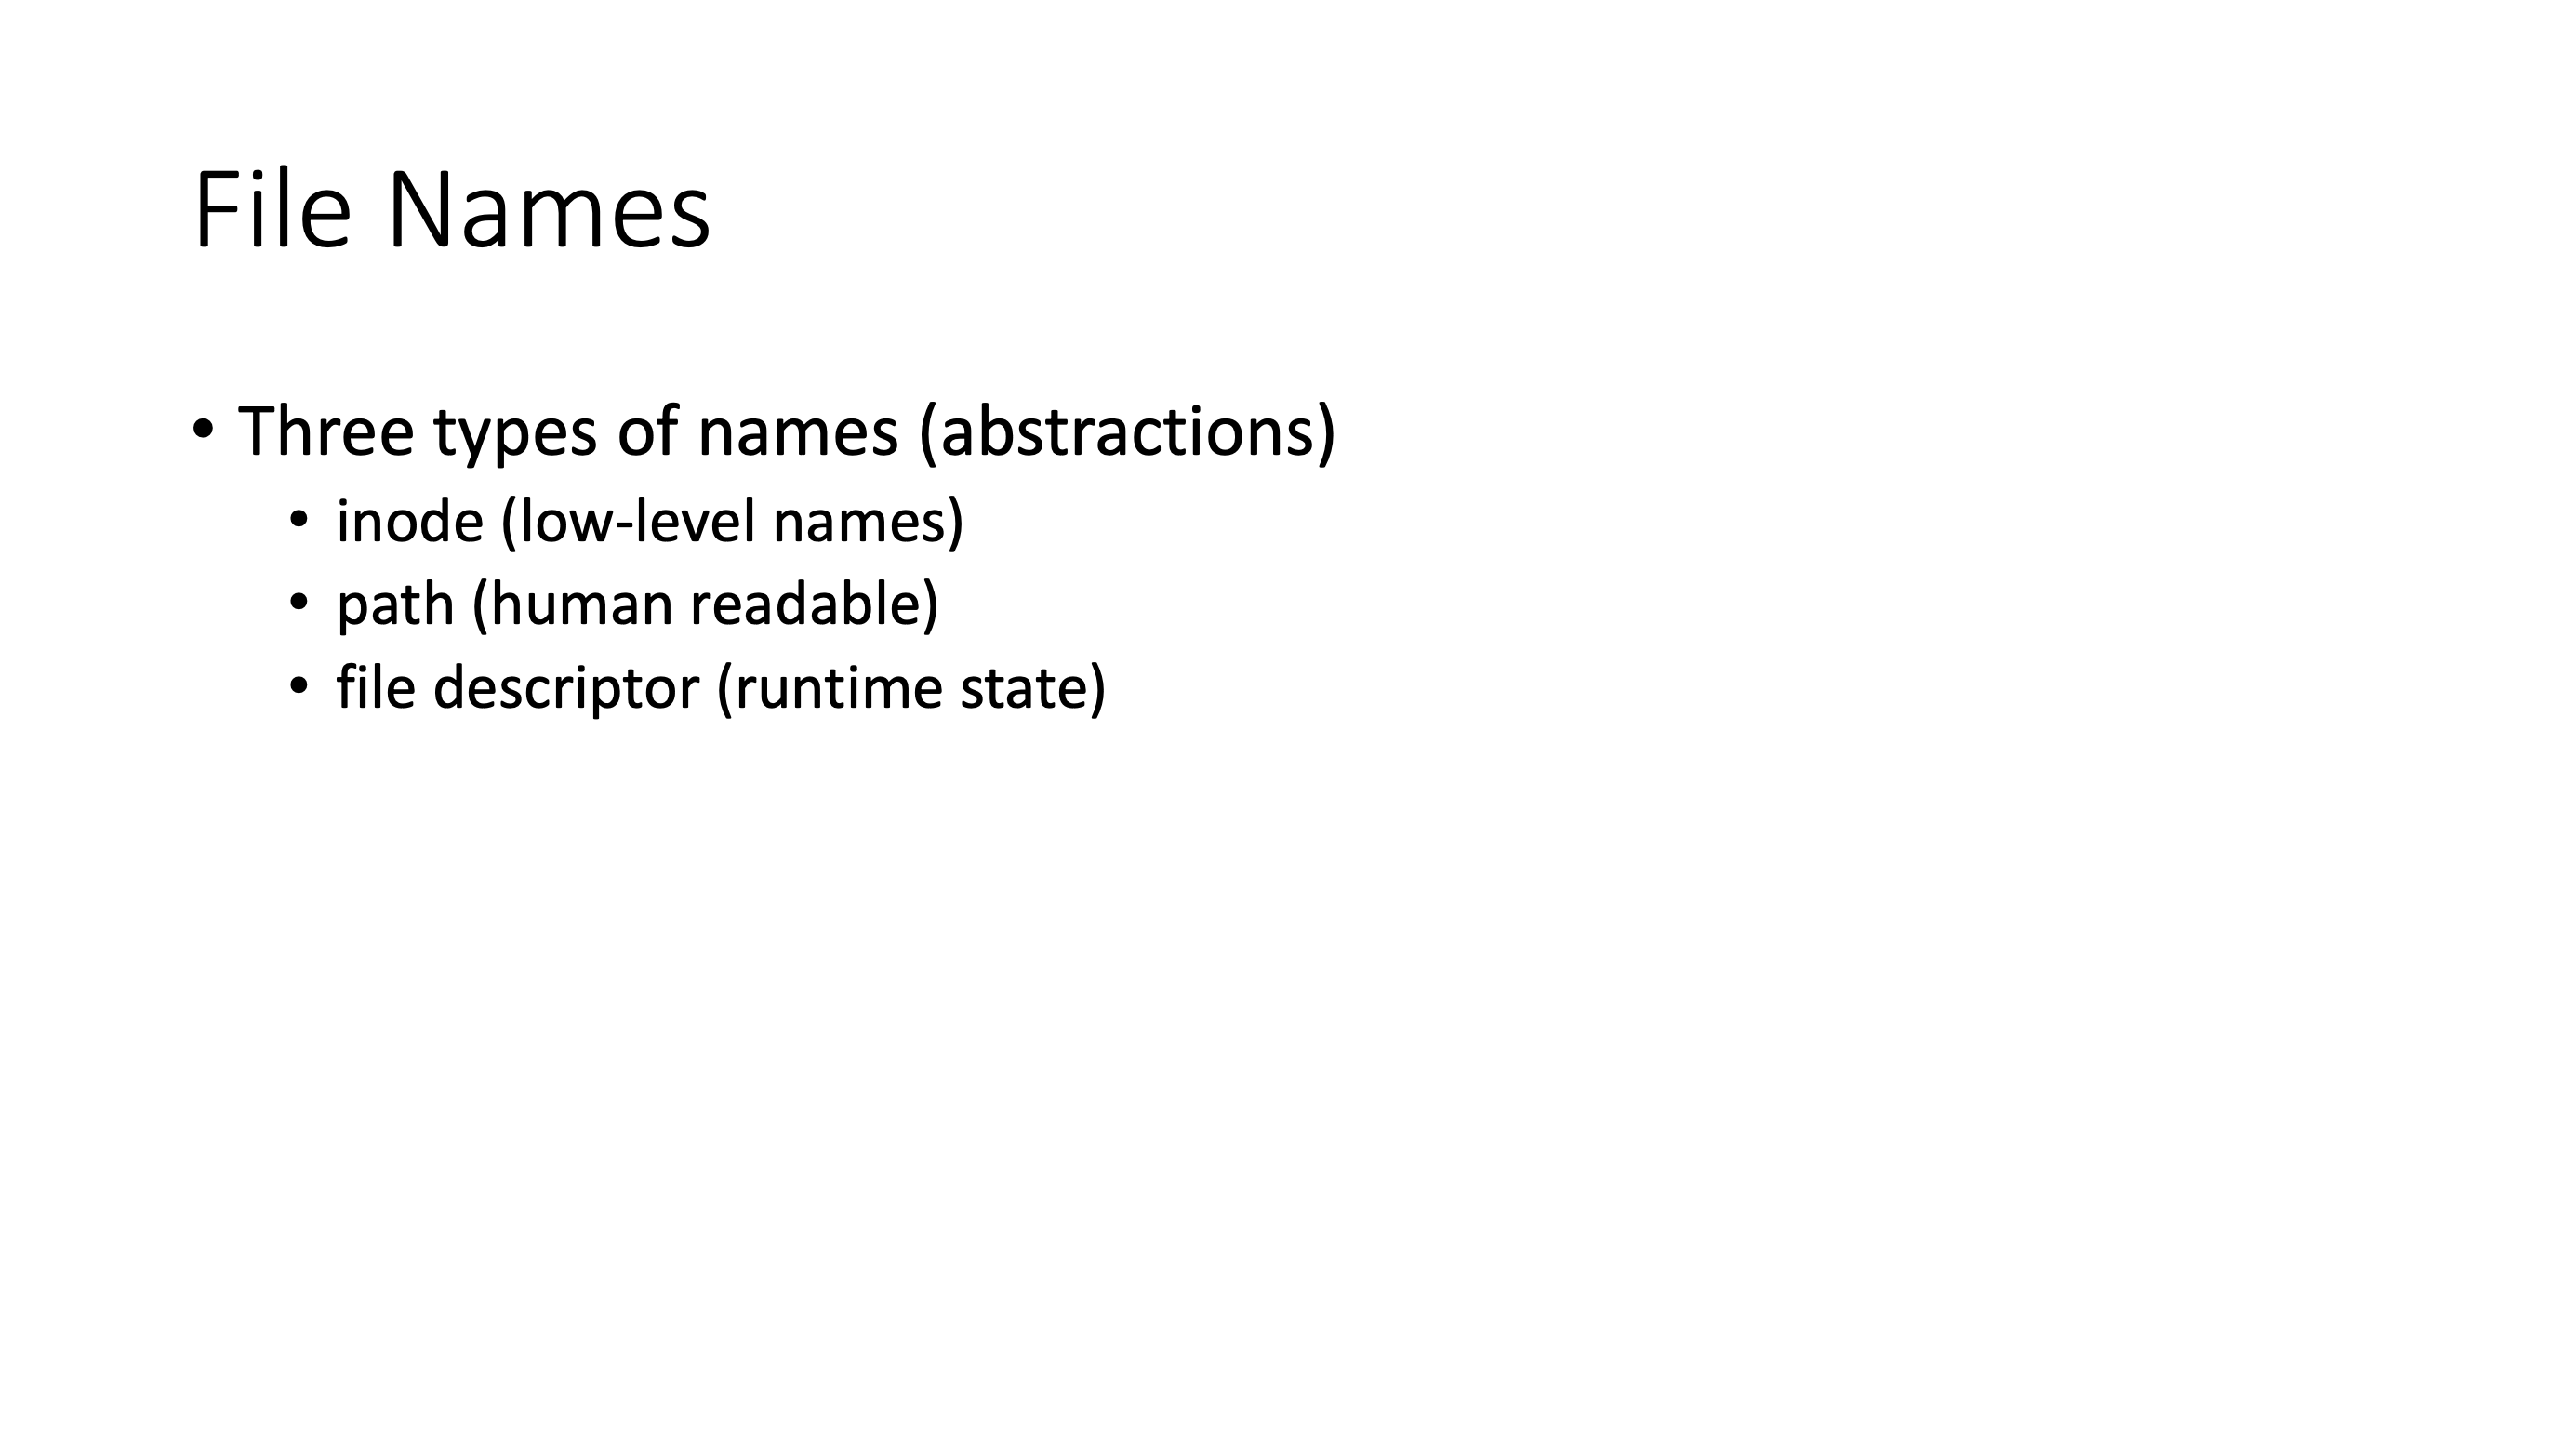 File Names
• Three types of names (abstractions)
• inode (low-level names)
• path (human readable)
• file descriptor (runtime state)